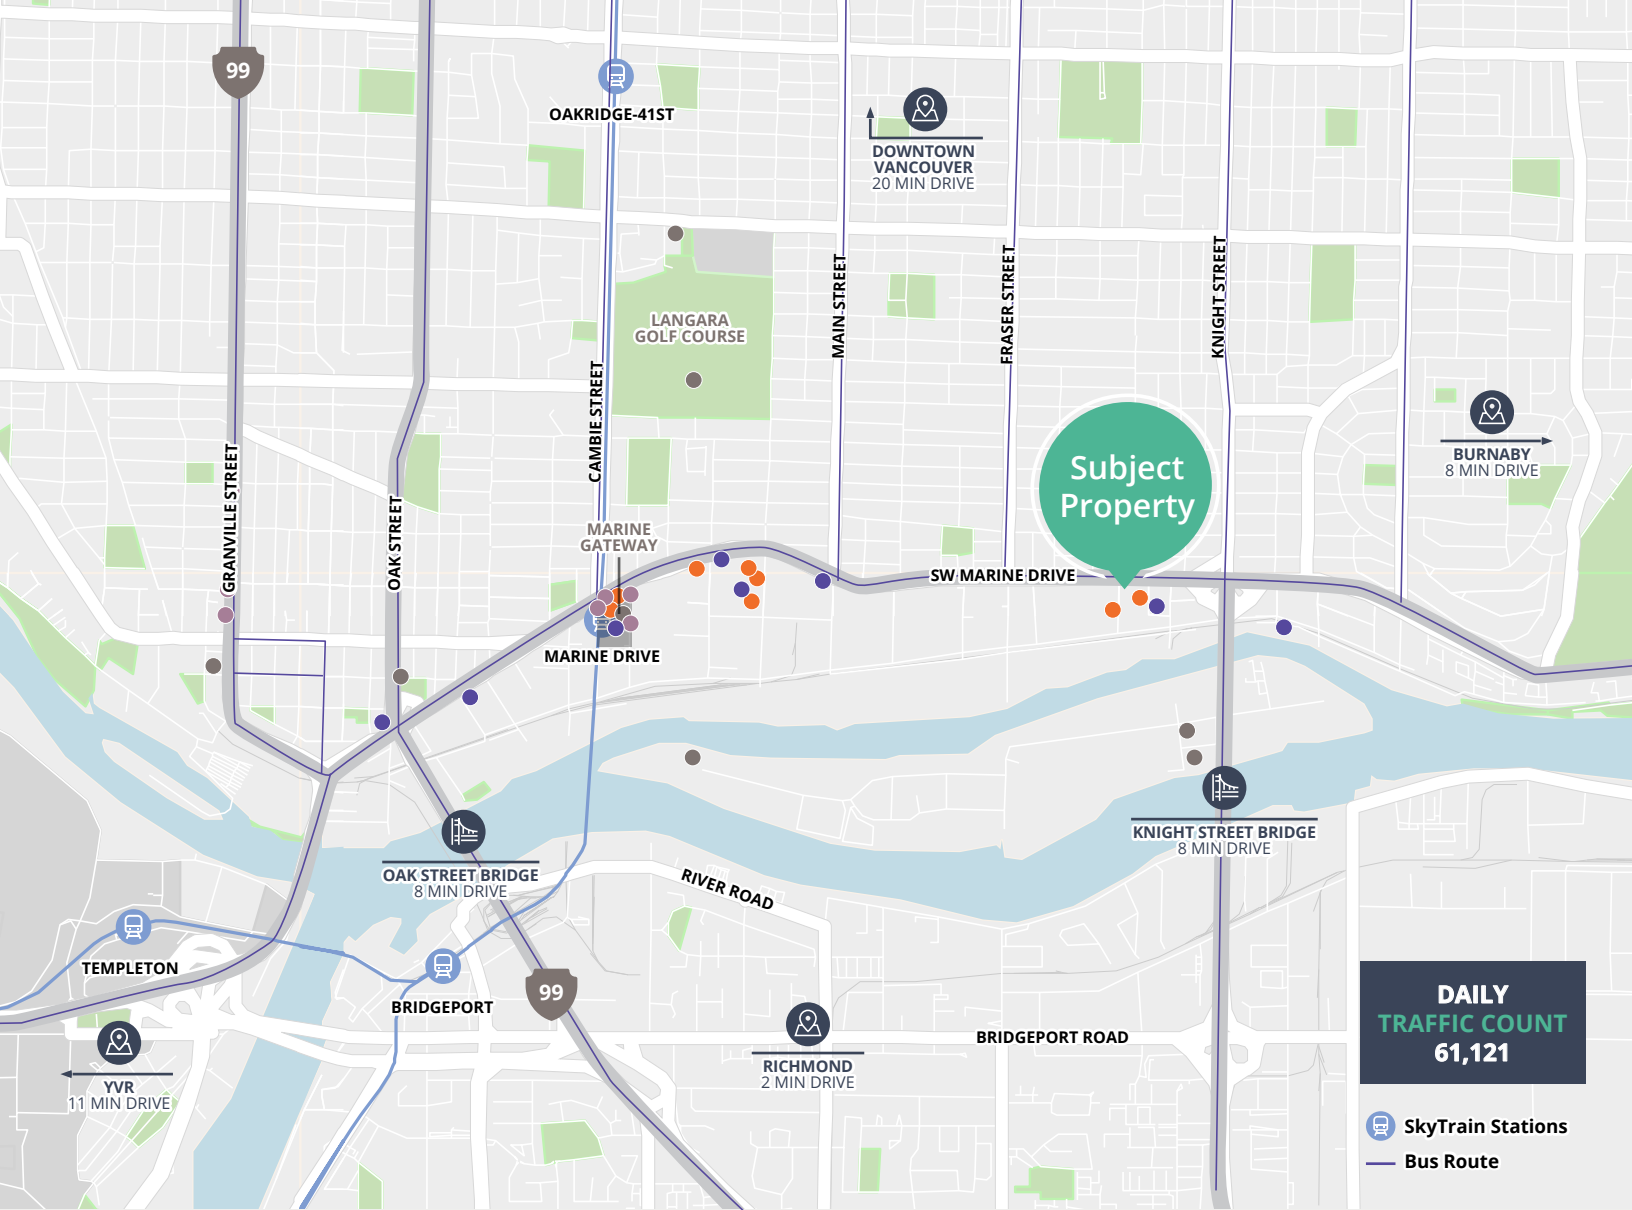 99
OAKRIDGE-41ST
DOWNTOWN
VANCOUVER
20 MIN DRIVE
LANGARA
GOLF COURSE
MAIN STREET
FRASER STREET
KNIGHT STREET
CAMBIE STREET
GRANVILLE STREET
OAK STREET
Subject
Property
BURNABY
8 MIN DRIVE
MARINE
GATEWAY
SW MARINE DRIVE
MARINE DRIVE
OAK STREET BRIDGE
8 MIN DRIVE
KNIGHT STREET BRIDGE
8 MIN DRIVE
RIVER ROAD
TEMPLETON
BRIDGEPORT
99
BRIDGEPORT ROAD
RICHMOND
2 MIN DRIVE
YVR
11 MIN DRIVE
DAILY
TRAFFIC COUNT
61,121
SkyTrain Stations
Bus Route